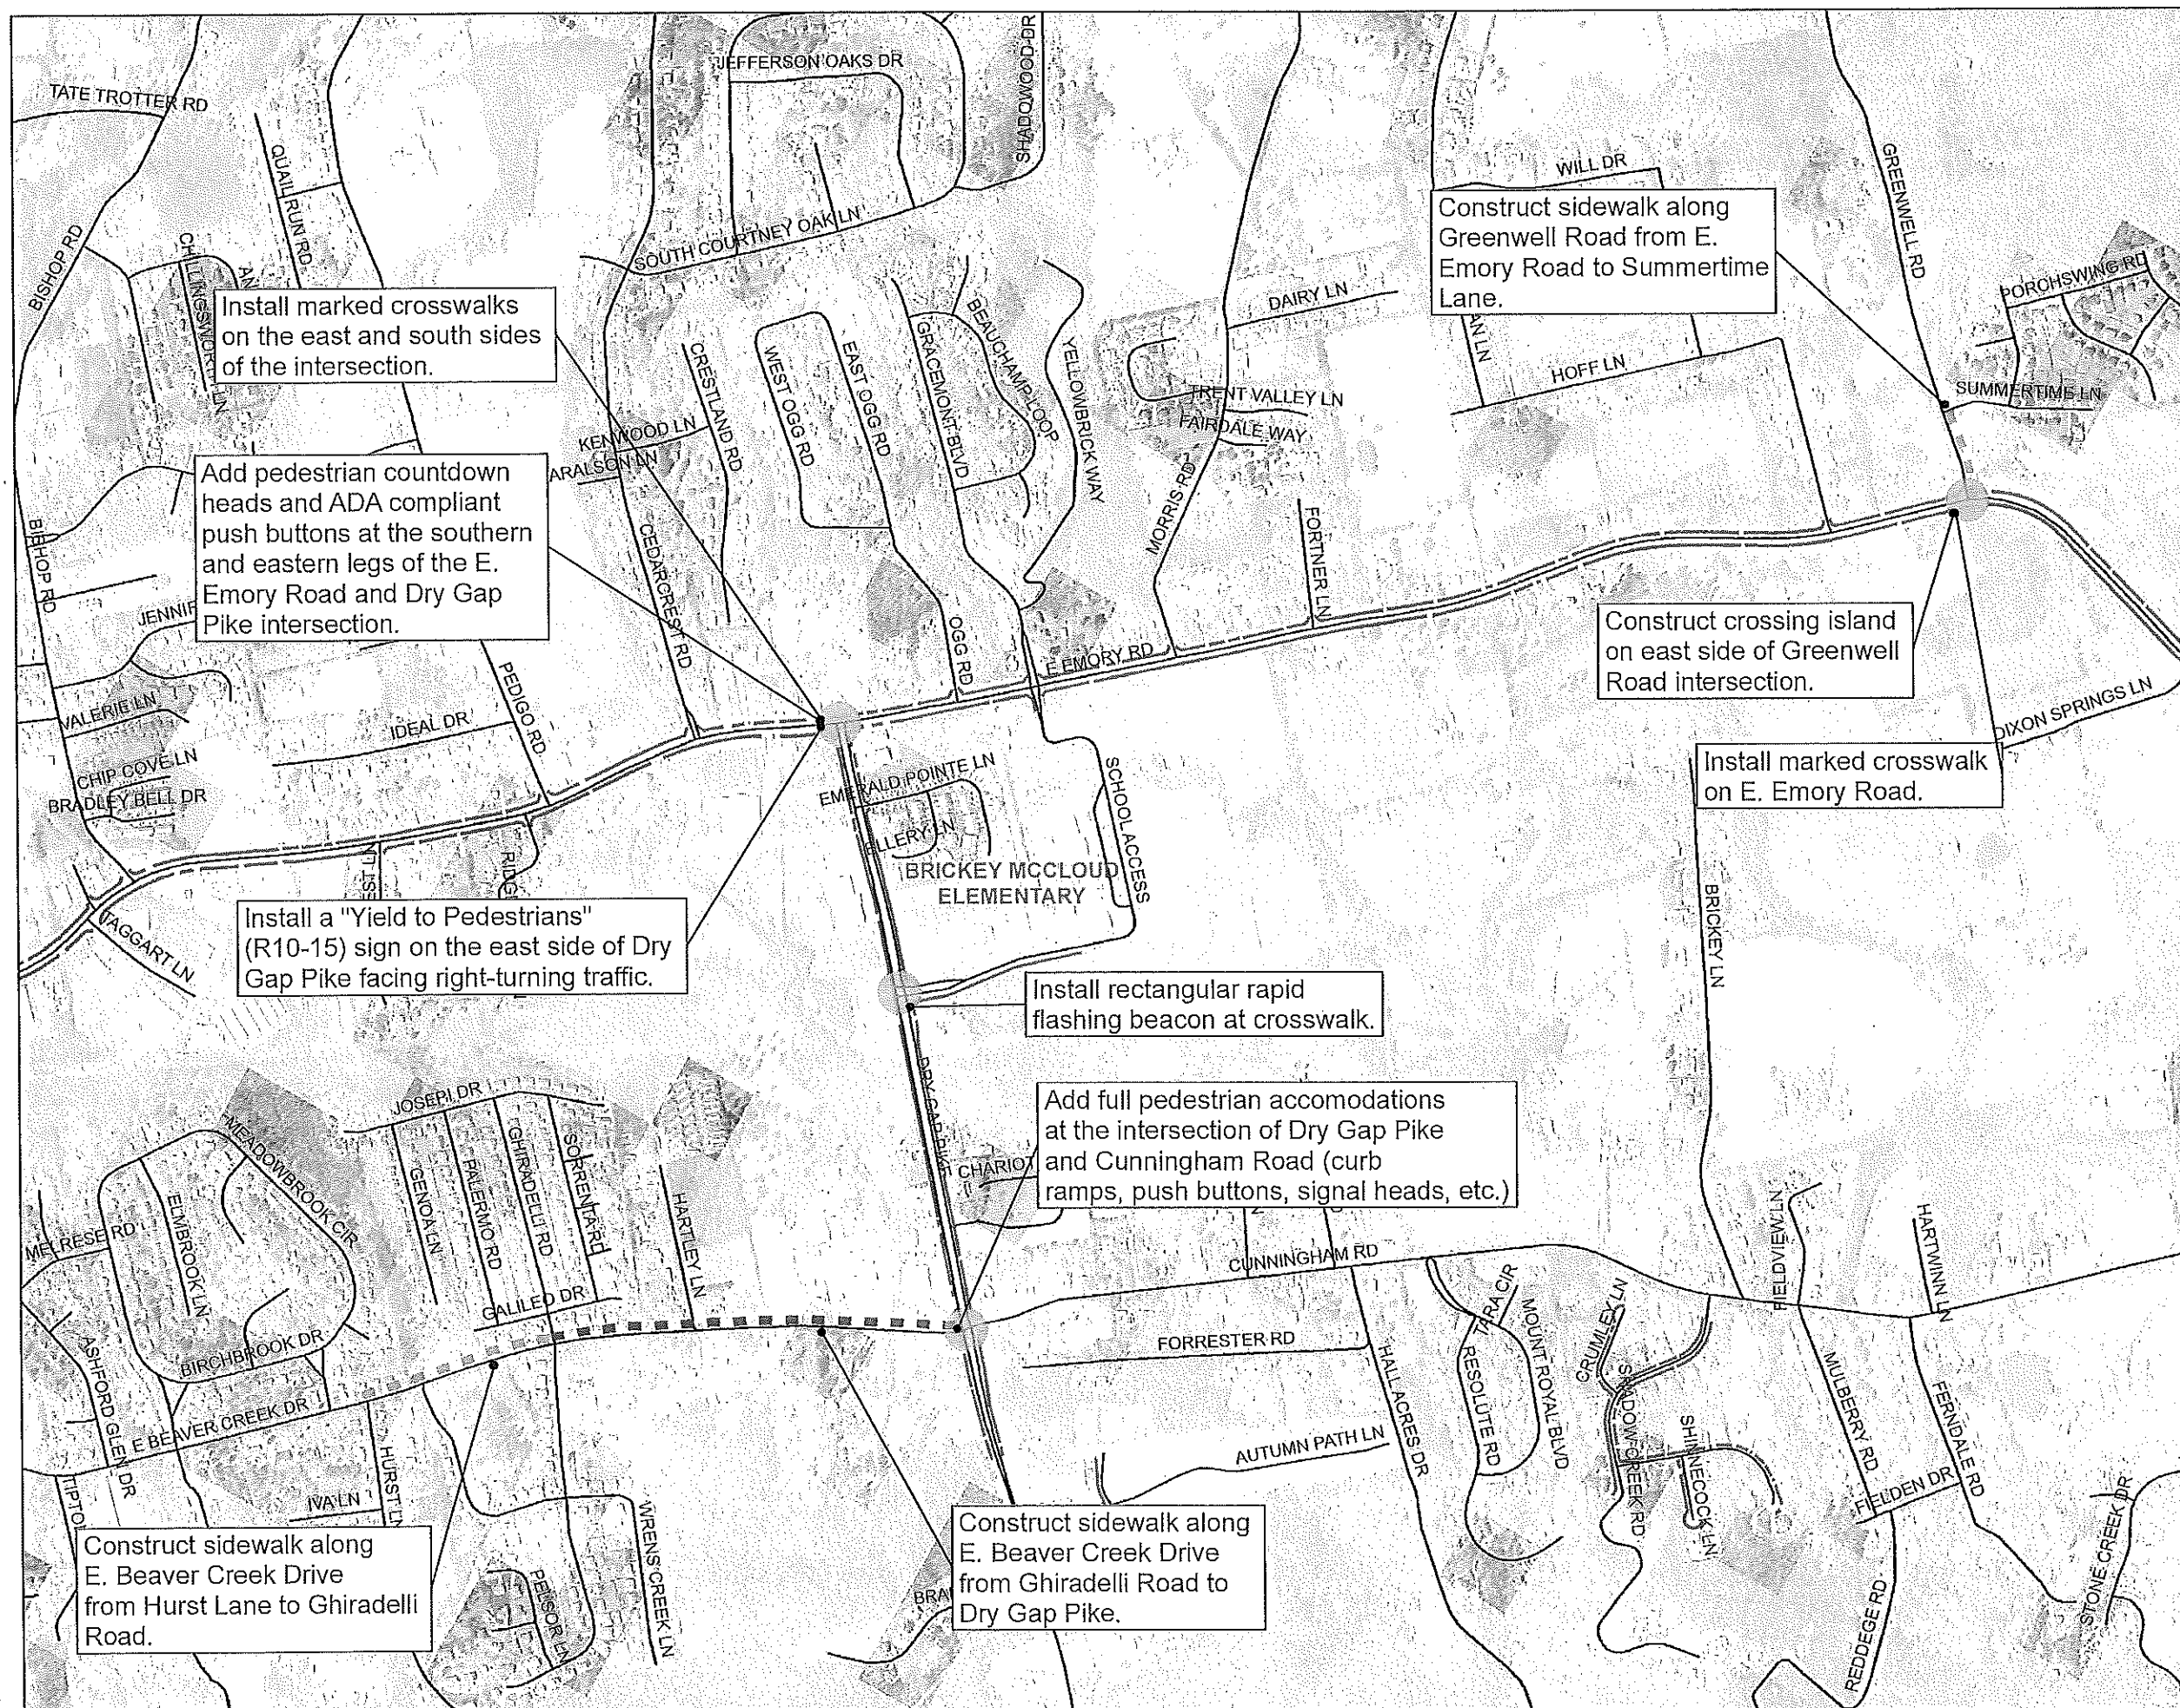 JEFFERSON OAKS DR
SHADOWOOD DR
TATE TROTTER RD
QUAIL RUN RD
BISHOP RD
WILL DR
GREENWELL RD
Construct sidewalk along
Greenwell Road from E.
Emory Road to Summertime
Lane.
SOUTH COURTNEY OAK LN
PORCHSWING RD
DAIRY LN
Install marked crosswalks
on the east and south sides
of the intersection.
BEAUCHAMP LOOP
GRACEMONT BLVD
YELLOWBRICK WAY
CRESTLAND RD
WEST OGG RD
EAST OGG RD
HOFF LN
TRENT VALLEY LN
FAIRDALE WAY
SUMMERTIME LN
KENWOOD LN
ARALSON LN
Add pedestrian countdown
heads and ADA compliant
push buttons at the southern
and eastern legs of the E.
Emory Road and Dry Gap
Pike intersection.
BISHOP RD
CEDARCREST RD
MORRIS RD
FORTNER LN
OGG RD
E EMORY RD
Construct crossing island
on east side of Greenwell
Road intersection.
PEDIGO RD
VALERIE LN
IDEAL DR
DIXON SPRINGS LN
CHIP COVE LN
BRADLEY BELL DR
EMERALD POINTE LN
ELLERY LN
SCHOOL ACCESS
Install marked crosswalk
on E. Emory Road.
BRICKEY MCCLOUD
ELEMENTARY
BRICKEY LN
TAGGART LN
Install a "Yield to Pedestrians"
(R10-15) sign on the east side of Dry
Gap Pike facing right-turning traffic.
Install rectangular rapid
flashing beacon at crosswalk.
DRY GAP PIKE
Add full pedestrian accomodations
at the intersection of Dry Gap Pike
and Cunningham Road (curb
ramps, push buttons, signal heads, etc.)
CHARIOT
JOSEPI DR
MEADOWBROOK CIR
GENOA LN
PALERMO RD
GHIRADELLI RD
SORRENTA RD
HARTLEY LN
MELRESE RD
ELMBROOK LN
GALILEO DR
CUNNINGHAM RD
FIELDVIEW LN
HARTWINN LN
ASHFORD GLEN DR
BIRCHBROOK DR
E BEAVER CREEK DR
FORRESTER RD
HALL ACRES DR
TARA CIR
RESOLUTE RD
MOUNT ROYAL BLVD
CRUMLEY LN
SHADOW CREEK RD
SHINNECOCK LN
MULBERRY RD
FERNDALE RD
FIELDEN DR
AUTUMN PATH LN
HURST LN
IVA LN
WRENS CREEK LN
PELSOR LN
STONE CREEK DR
REDDEGE RD
Construct sidewalk along
E. Beaver Creek Drive
from Hurst Lane to Ghiradelli
Road.
Construct sidewalk along
E. Beaver Creek Drive
from Ghiradelli Road to
Dry Gap Pike.